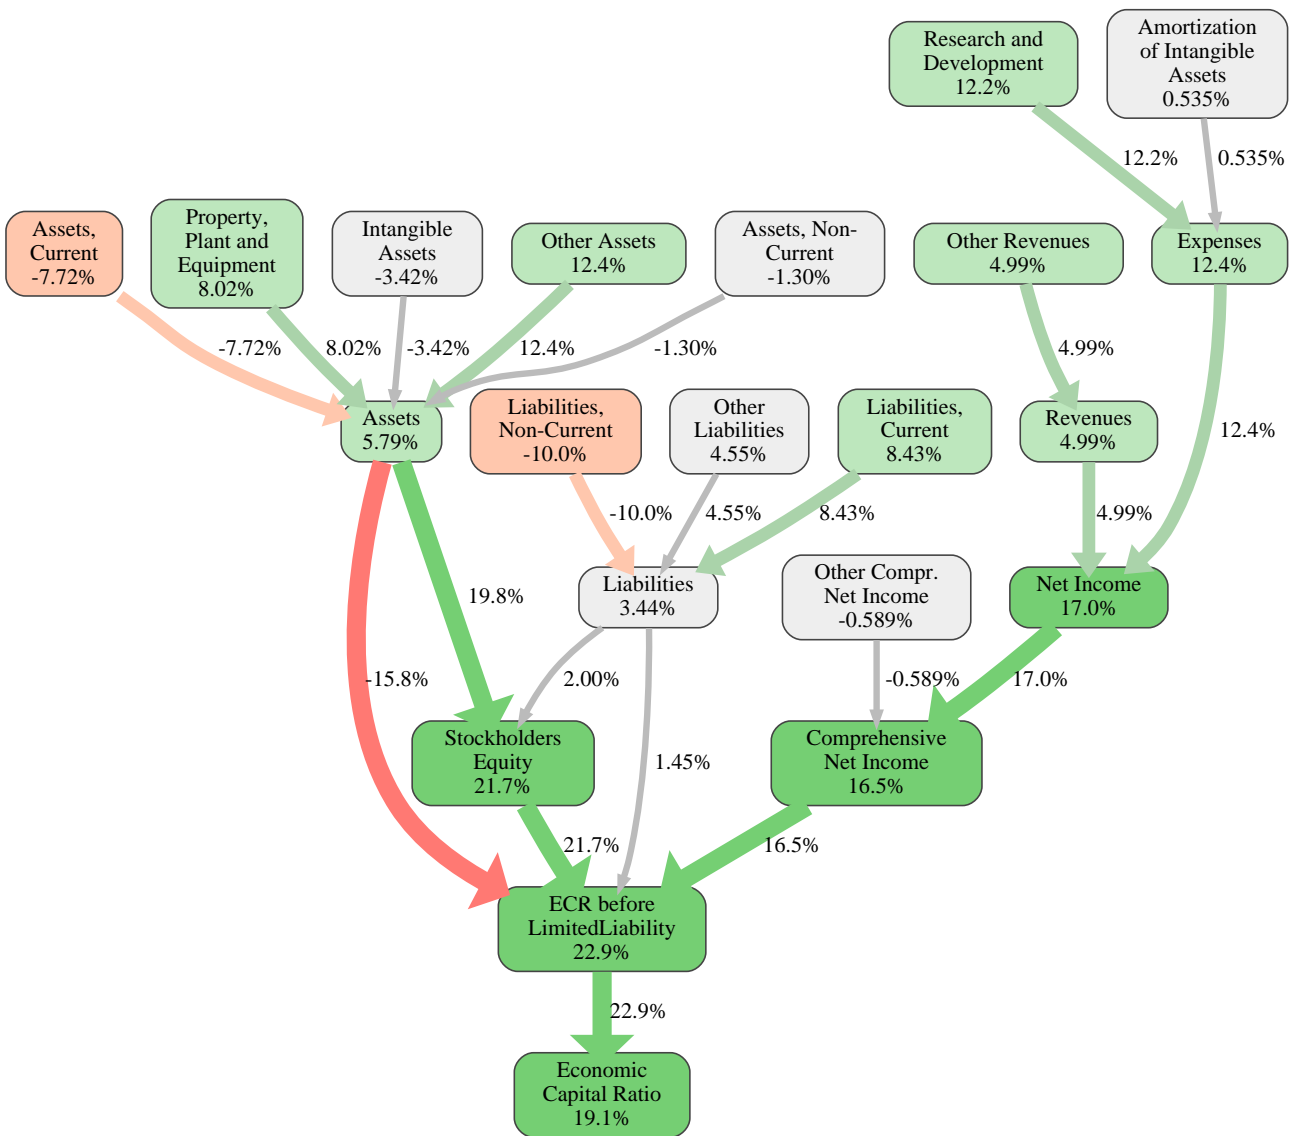 Research and
Development
12.2%
Amortization
of Intangible
Assets
0.535%
12.2%
0.535%
Assets,
Current
-7.72%
Property,
Plant and
Equipment
8.02%
Intangible
Assets
-3.42%
Other Assets
12.4%
Assets, Non-
Current
-1.30%
Other Revenues
4.99%
Expenses
12.4%
-7.72%
8.02%
-3.42%
12.4%
-1.30%
4.99%
Assets
5.79%
Liabilities,
Non-Current
-10.0%
Other
Liabilities
4.55%
Liabilities,
Current
8.43%
Revenues
4.99%
12.4%
-10.0%
4.55%
8.43%
4.99%
19.8%
Liabilities
3.44%
Other Compr.
Net Income
-0.589%
Net Income
17.0%
-15.8%
2.00%
-0.589%
17.0%
Stockholders
Equity
21.7%
1.45%
Comprehensive
Net Income
16.5%
21.7%
16.5%
ECR before
LimitedLiability
22.9%
22.9%
Economic
Capital Ratio
19.1%